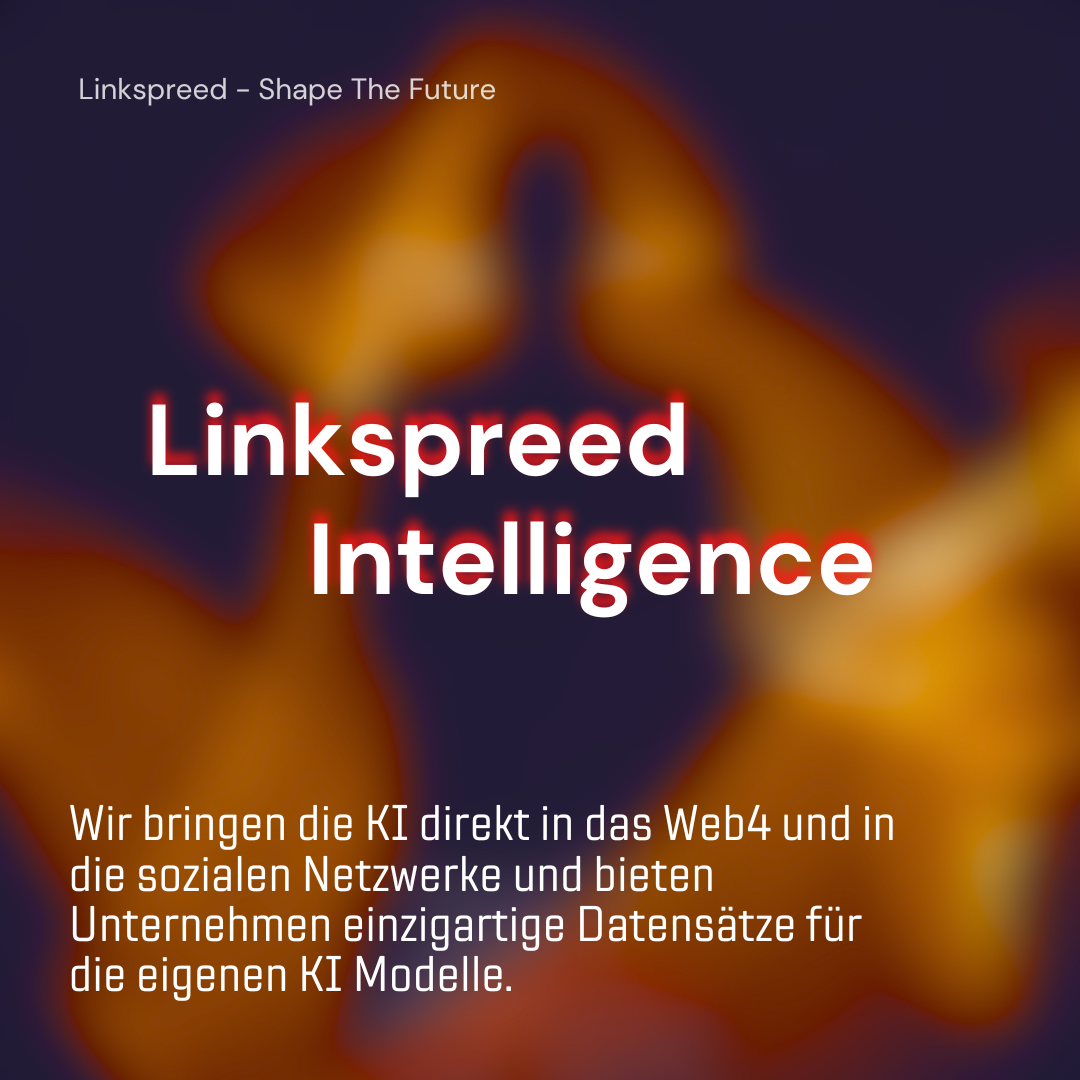 Linkspreed – Shape The Future
Linkspreed
Intelligence
Wir bringen die KI direkt in das Web4 und in
die sozialen Netzwerke und bieten
Unternehmen einzigartige Datensätze für
die eigenen KI Modelle.